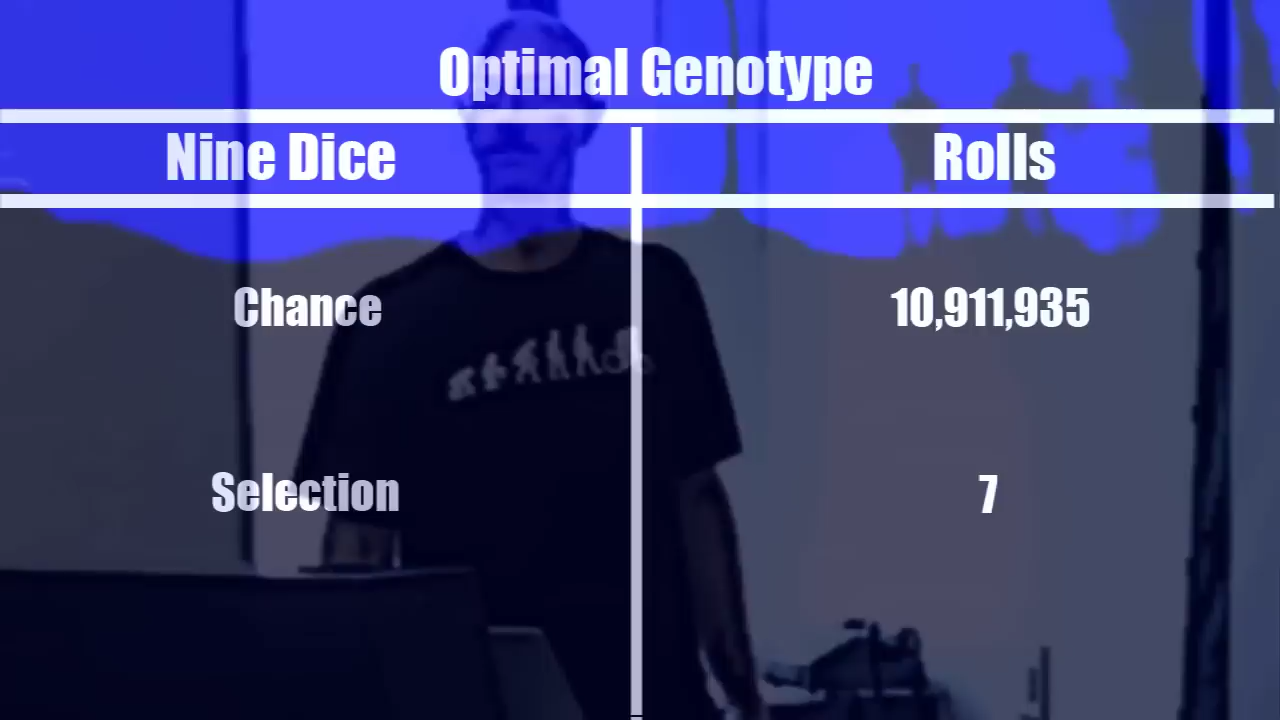 Optimal Genotype
Nine Dice Rolls
Chance 10,911,935
Selection 7